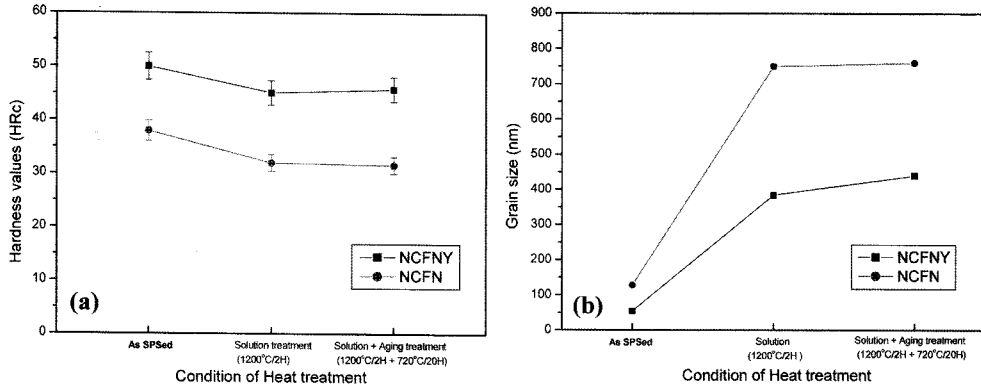 60
50
40
30
20
10
0
Hardness values (HRc)
NCFNY
NCFN
(a)
As SPSed
Solution treatment
(1200°C/2H)
Solution + Aging treatment
(1200°C/2H + 720°C/20H)
Condition of Heat treatment
900
800
700
600
500
400
300
200
100
0
Grain size (nm)
NCFNY
NCFN
(b)
As SPSed
Solution
(1200°C/2H )
Solution + Aging treatment
(1200°C/2H + 720°C/20H)
Condition of Heat treatment